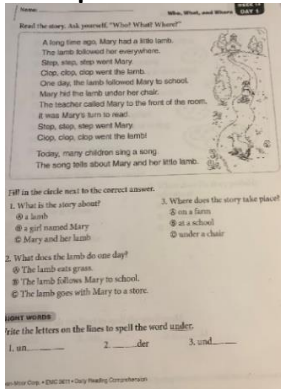 Name
Who, What, and Where
WEEK
DAY 1
Read the story. Ask yourself, "Who? What? Where?"
A long time ago, Mary had a little lamb.
The lamb followed her everywhere.
Step, step, step went Mary.
Clop, clop, clop went the lamb.
One day, the lamb followed Mary to school.
Mary hid the lamb under her chair.
The teacher called Mary to the front of the room.
It was Mary's turn to read.
Step, step, step went Mary.
Clop, clop, clop went the lamb!
Today, many children sing a song.
The song tells about Mary and her little lamb.
Fill in the circle next to the correct answer.
1. What is the story about?
Ⓐ a lamb
Ⓑ a girl named Mary
Ⓒ Mary and her lamb
2. What does the lamb do one day?
Ⓐ The lamb eats grass.
Ⓑ The lamb follows Mary to school.
Ⓒ The lamb goes with Mary to a store.
3. Where does the story take place?
Ⓐ on a farm
Ⓑ at a school
Ⓒ under a chair
SIGHT WORDS
Write the letters on the lines to spell the word under.
1. un____
2. ____der
3. und____
Corp. • EMC 3611 • Daily Reading Comprehension